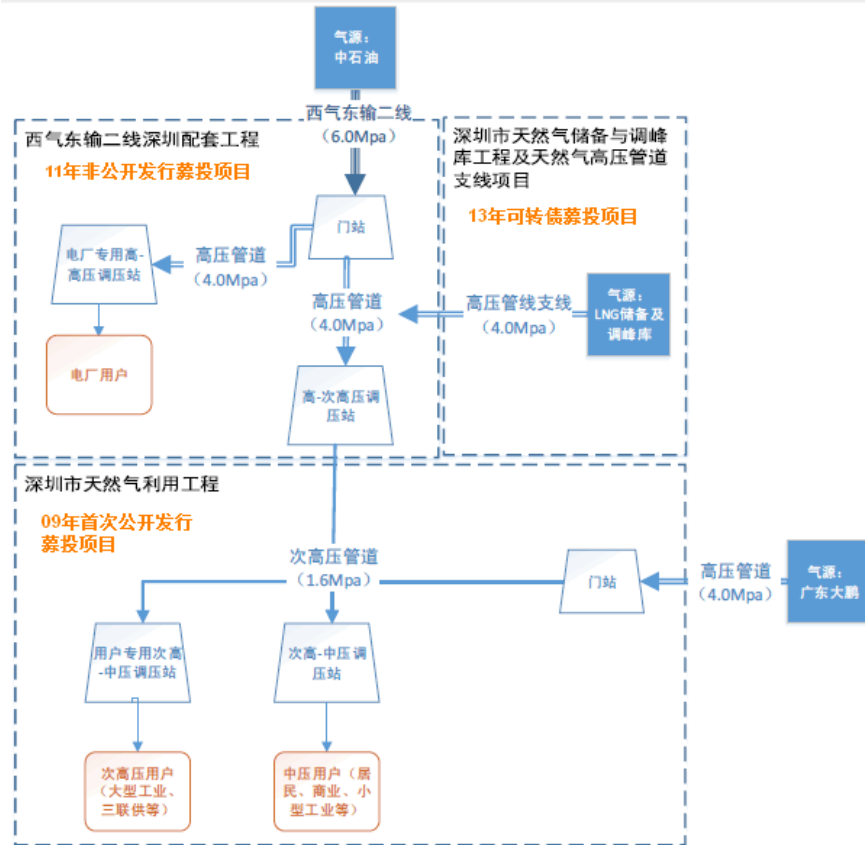 气源：
中石油
西气东输二线
（6.0Mpa）
西气东输二线深圳配套工程
11年非公开发行募投项目
深圳市天然气储备与调峰
库工程及天然气高压管道
支线项目
13年可转债募投项目
门站
电厂专用高-
高压调压站
高压管道
（4.0Mpa）
高压管道
（4.0Mpa）
高压管线支线
（4.0Mpa）
气源：
LNG储备及
调峰库
电厂用户
高-次高压调
压站
深圳市天然气利用工程
09年首次公开发行
募投项目
次高压管道
（1.6Mpa）
门站
高压管道
（4.0Mpa）
气源：
广东大鹏
用户专用次高
-中压调压站
次高-中压调
压站
次高压用户
（大型工业、
三联供等）
中压用户（居
民、商业、小
型工业等）